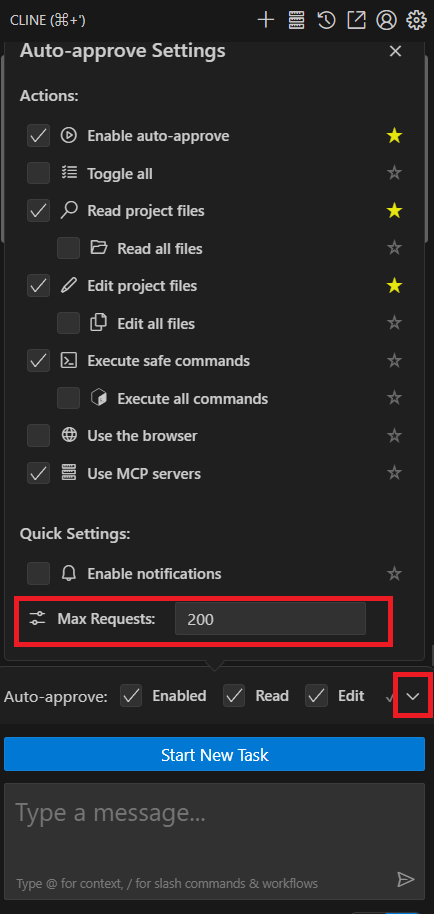 CLINE (⌘+')
Auto-approve Settings
Actions:
Enable auto-approve
Toggle all
Read project files
Read all files
Edit project files
Edit all files
Execute safe commands
Execute all commands
Use the browser
Use MCP servers
Quick Settings:
Enable notifications
Max Requests: 200
Auto-approve: Enabled Read Edit
Start New Task
Type a message...
Type @ for context, / for slash commands & workflows